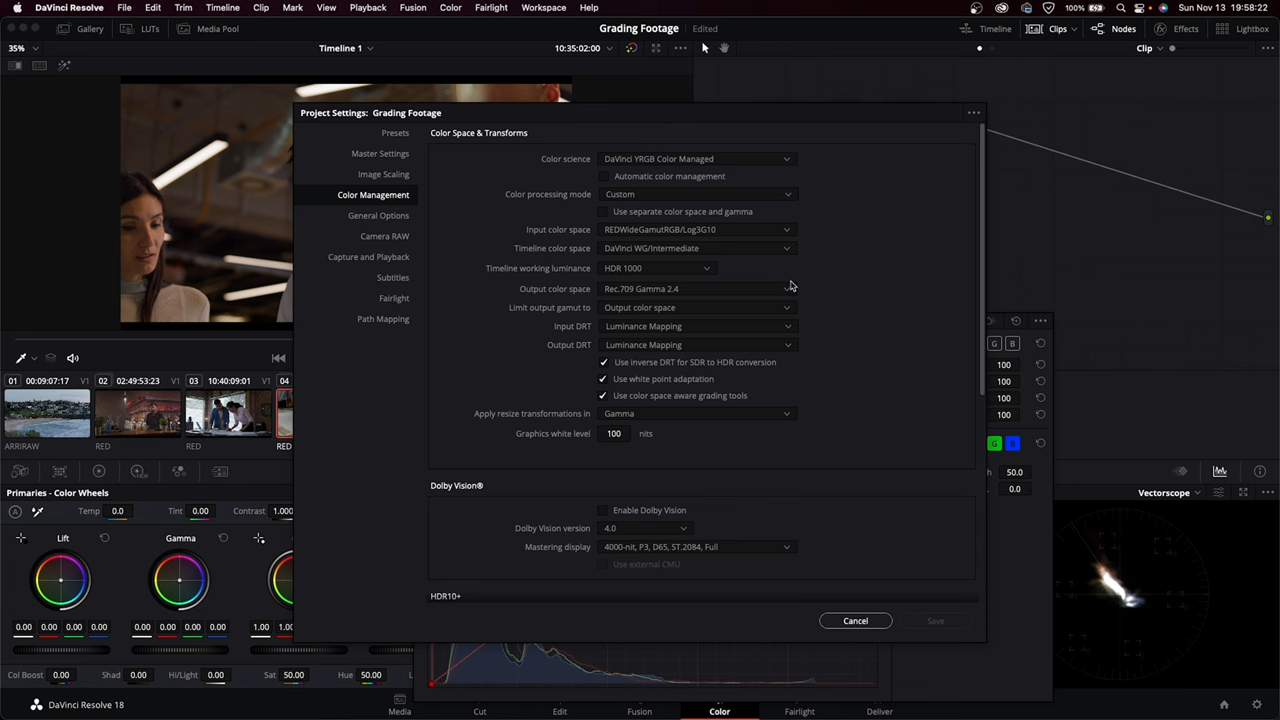 DaVinci Resolve File Edit Trim Timeline Clip Mark View Playback Fusion Color Fairlight Workspace Help 100% Sun Nov 13 19:58:22
Gallery LUTs Media Pool Grading Footage Edited Timeline Clips Nodes Effects Lightbox
35% Timeline 1 10:35:02:00 Clip
Project Settings: Grading Footage
Presets
Master Settings
Image Scaling
Color Management
General Options
Camera RAW
Capture and Playback
Subtitles
Fairlight
Path Mapping
Color Space & Transforms
Color science DaVinci YRGB Color Managed
Automatic color management
Color processing mode Custom
Use separate color space and gamma
Input color space REDWideGamutRGB/Log3G10
Timeline color space DaVinci WG/Intermediate
Timeline working luminance HDR 1000
Output color space Rec.709 Gamma 2.4
Limit output gamut to Output color space
Input DRT Luminance Mapping
Output DRT Luminance Mapping
Use inverse DRT for SDR to HDR conversion
Use white point adaptation
Use color space aware grading tools
Apply resize transformations in Gamma
Graphics white level 100 nits
Dolby Vision®
Enable Dolby Vision
Dolby Vision version 4.0
Mastering display 4000-nit, P3, D65, ST.2084, Full
Use external CMU
HDR10+
Cancel Save
01 00:09:07:17 V1 02 02:49:53:23 V1 03 10:40:09:01 V1 04
ARRIRAW RED RED RED
G B
100
100
100
100
G B
50.0
0.0
Primaries - Color Wheels
Temp 0.0 Tint 0.00 Contrast 1.000
Lift Gamma
0.00 0.00 0.00 0.00 0.00 0.00 0.00 0.00 1.00
Col Boost 0.00 Shad 0.00 Hi/Light 0.00 Sat 50.00 Hue 50.00
Vectorscope
DaVinci Resolve 18
Media Cut Edit Fusion Color Fairlight Deliver